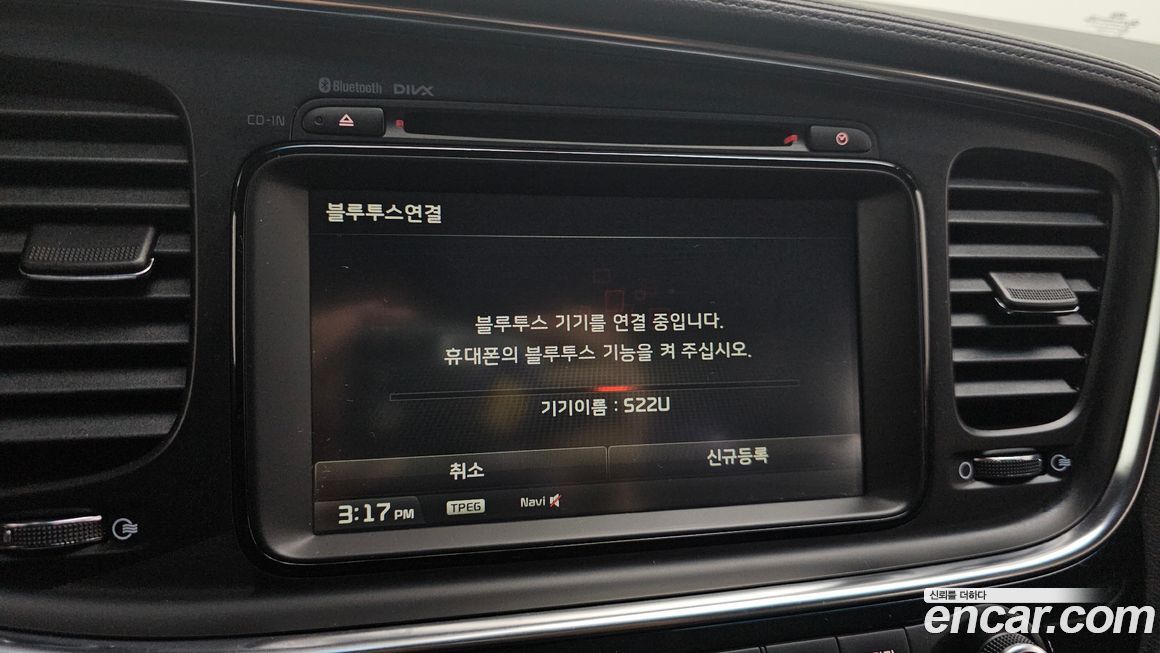 Bluetooth DIVX
CD-IN
블루투스연결
블루투스 기기를 연결 중입니다.
휴대폰의 블루투스 기능을 켜 주십시오.
기기이름 : S22U
취소
신규등록
3:17 PM
TPEG
Navi
신뢰를 더하다
encar.com